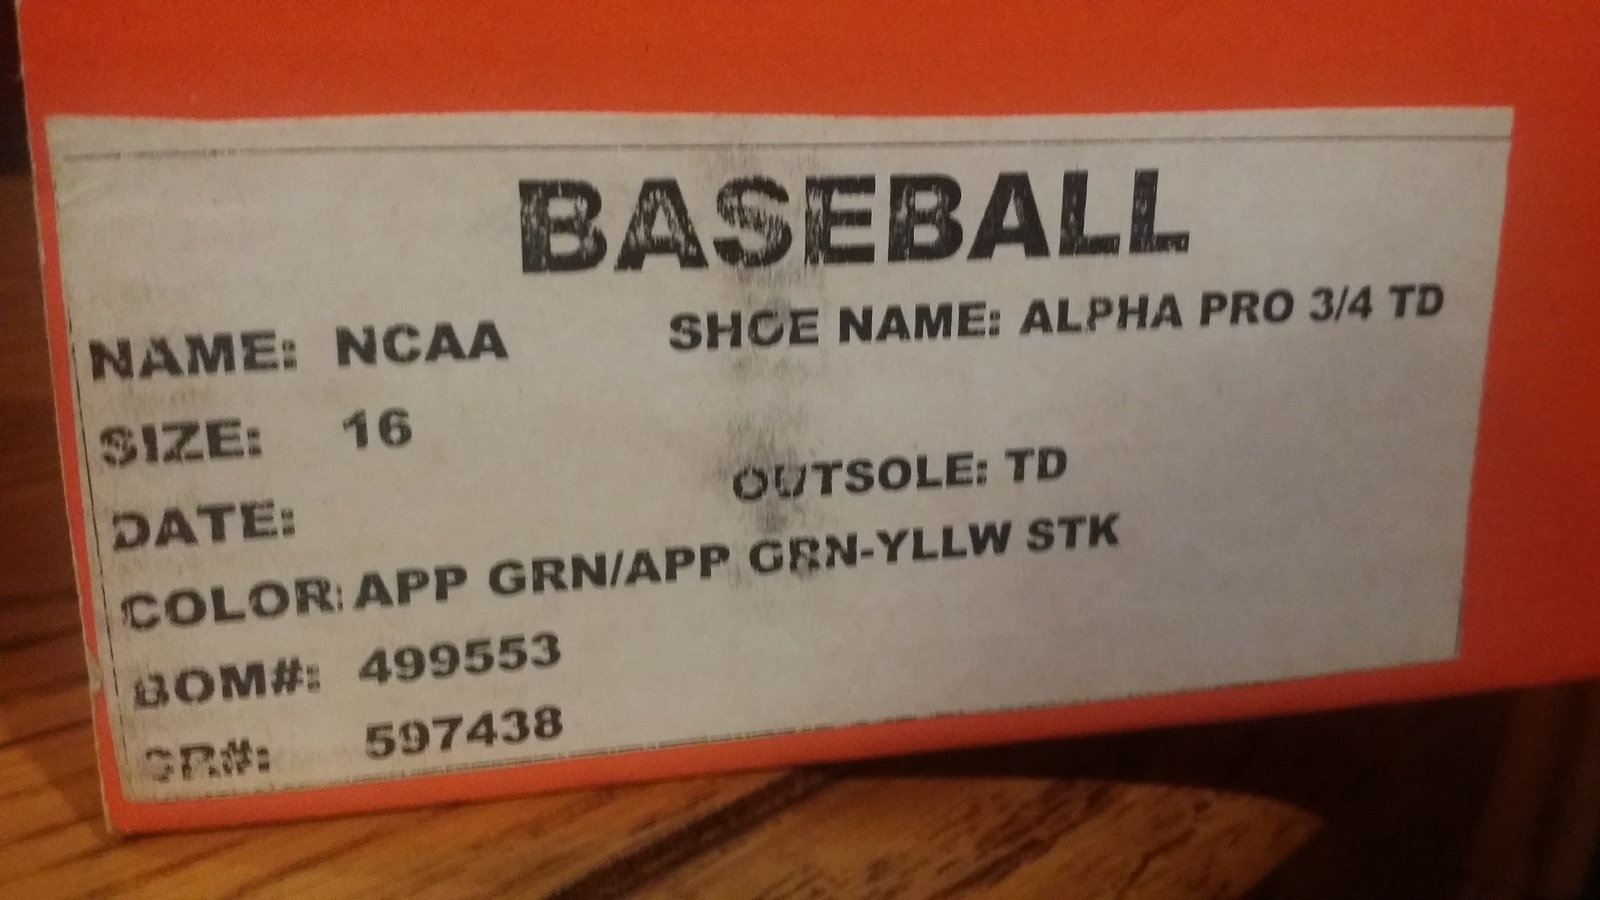 BASEBALL
NAME: NCAA SHOE NAME: ALPHA PRO 3/4 TD
SIZE: 16
OUTSOLE: TD
DATE:
COLOR: APP GRN/APP GRN-YLLW STK
BOM#: 499553
SR#: 597438